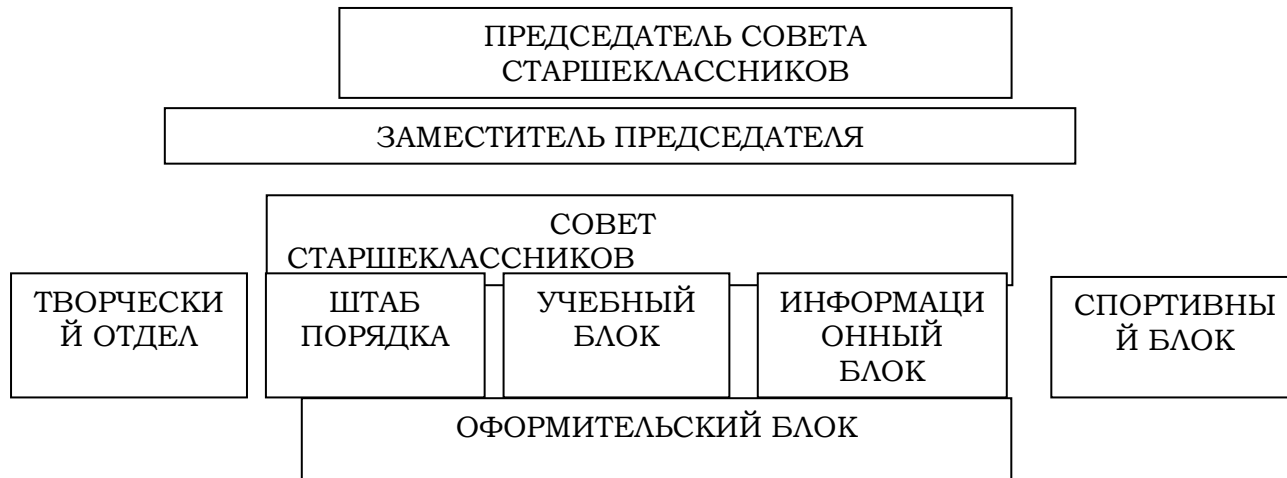 ПРЕДСЕДАТЕЛЬ СОВЕТА
СТАРШЕКЛАССНИКОВ
ЗАМЕСТИТЕЛЬ ПРЕДСЕДАТЕЛЯ
СОВЕТ
СТАРШЕКЛАССНИКОВ
ТВОРЧЕСКИ
Й ОТДЕЛ
ШТАБ
ПОРЯДКА
УЧЕБНЫЙ
БЛОК
ИНФОРМАЦИ
ОННЫЙ
БЛОК
СПОРТИВНЫ
Й БЛОК
ОФОРМИТЕЛЬСКИЙ БЛОК